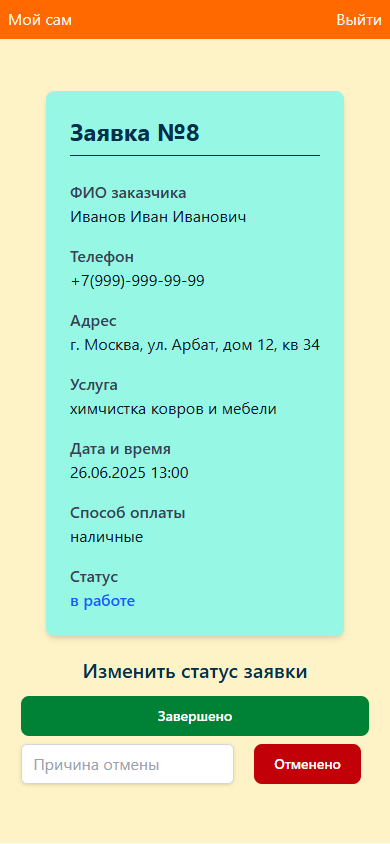 Мой сам
Выйти
Заявка №8
ФИО заказчика
Иванов Иван Иванович
Телефон
+7(999)-999-99-99
Адрес
г. Москва, ул. Арбат, дом 12, кв 34
Услуга
химчистка ковров и мебели
Дата и время
26.06.2025 13:00
Способ оплаты
наличные
Статус
в работе
Изменить статус заявки
Завершено
Причина отмены
Отменено